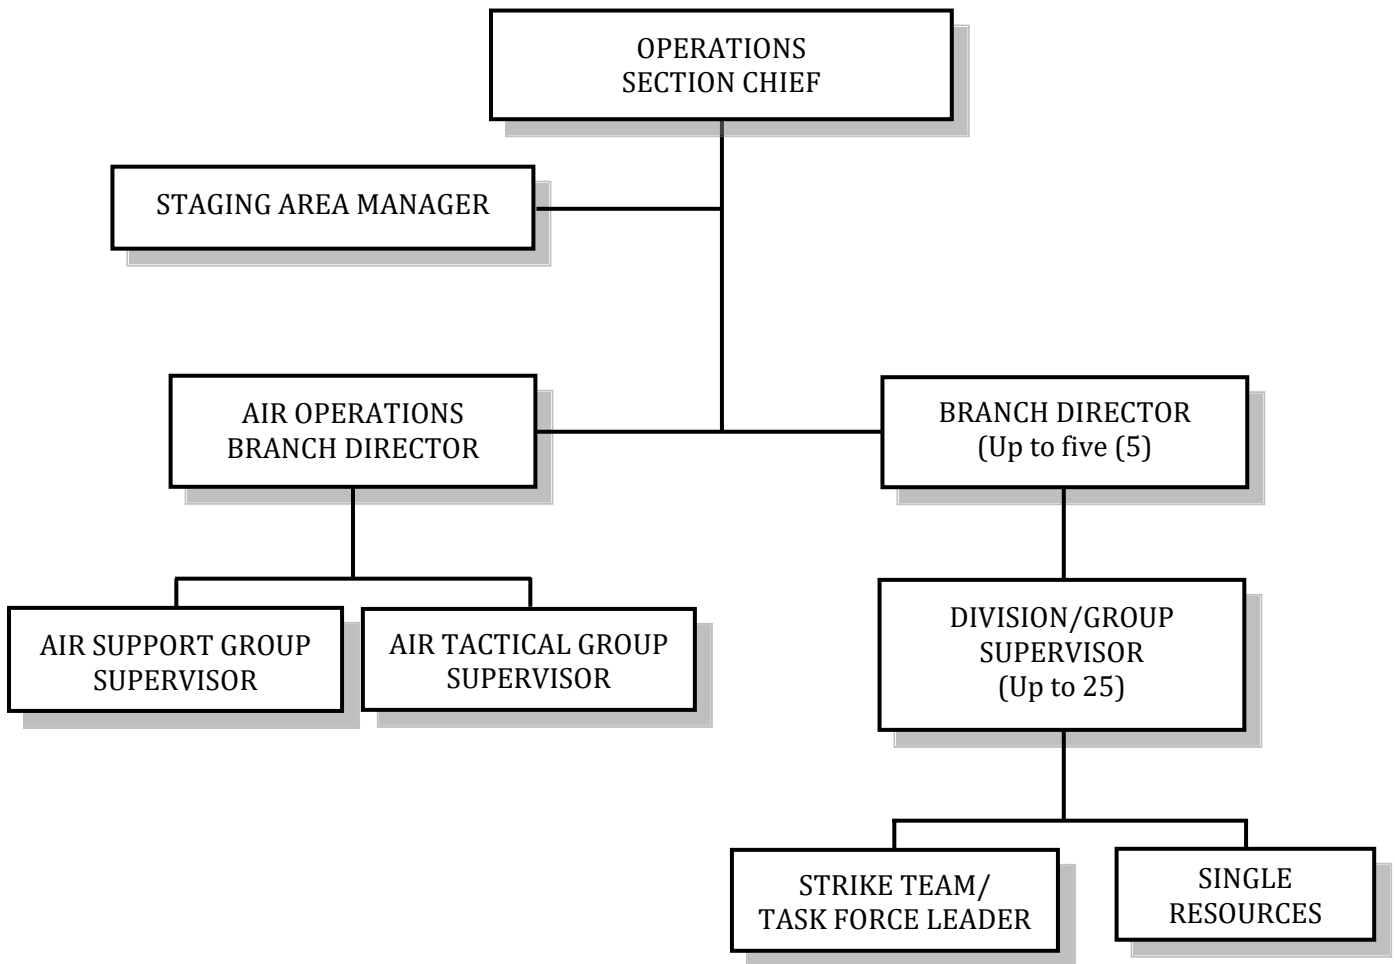 OPERATIONS
SECTION CHIEF
STAGING AREA MANAGER
AIR OPERATIONS
BRANCH DIRECTOR
BRANCH DIRECTOR
(Up to five (5)
AIR SUPPORT GROUP
SUPERVISOR
AIR TACTICAL GROUP
SUPERVISOR
DIVISION/GROUP
SUPERVISOR
(Up to 25)
STRIKE TEAM/
TASK FORCE LEADER
SINGLE
RESOURCES